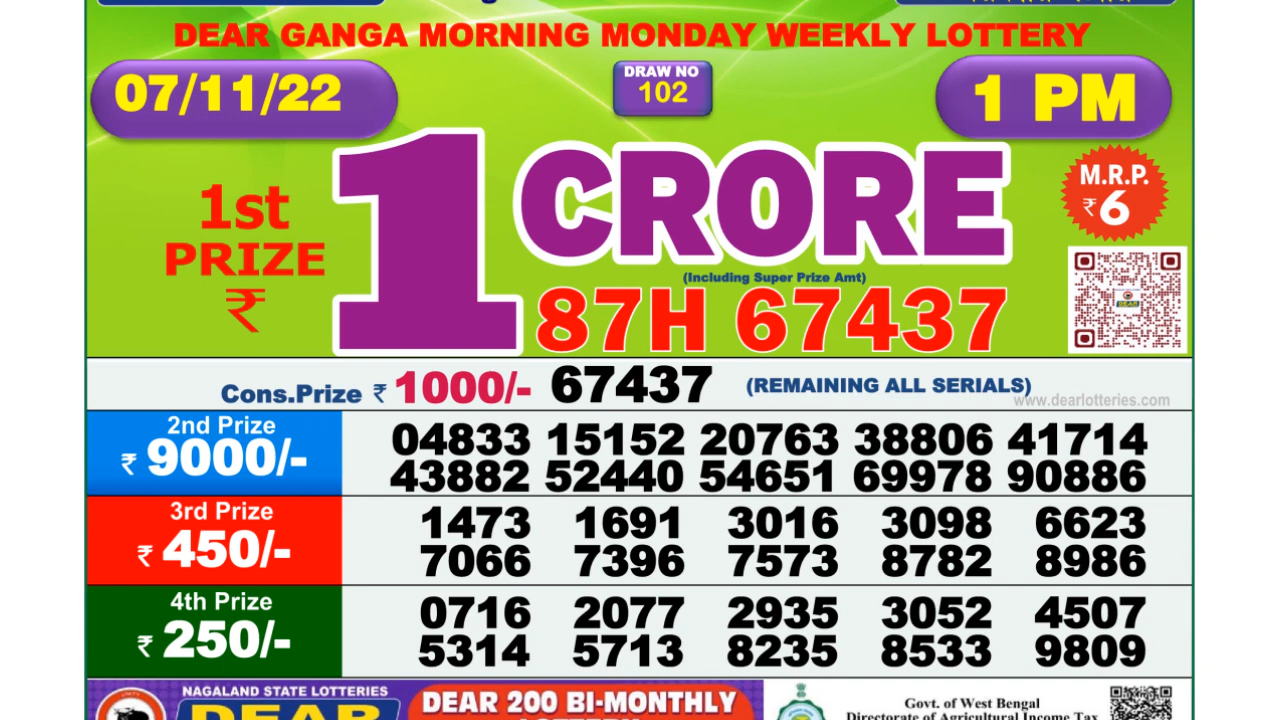 DEAR GANGA MORNING MONDAY WEEKLY LOTTERY
07/11/22
DRAW NO
102
1 PM
1st
PRIZE
₹
1 CRORE
(Including Super Prize Amt)
87H 67437
M.R.P.
₹6
DEAR
Cons.Prize ₹ 1000/- 67437 (REMAINING ALL SERIALS)
www.dearlotteries.com
2nd Prize
₹ 9000/-
04833 15152 20763 38806 41714
43882 52440 54651 69978 90886
3rd Prize
₹ 450/-
1473 1691 3016 3098 6623
7066 7396 7573 8782 8986
4th Prize
₹ 250/-
0716 2077 2935 3052 4507
5314 5713 8235 8533 9809
NAGALAND STATE LOTTERIES
DEAR
DEAR 200 BI-MONTHLY
LOTTERY
Govt. of West Bengal
Directorate of Agricultural Income Tax